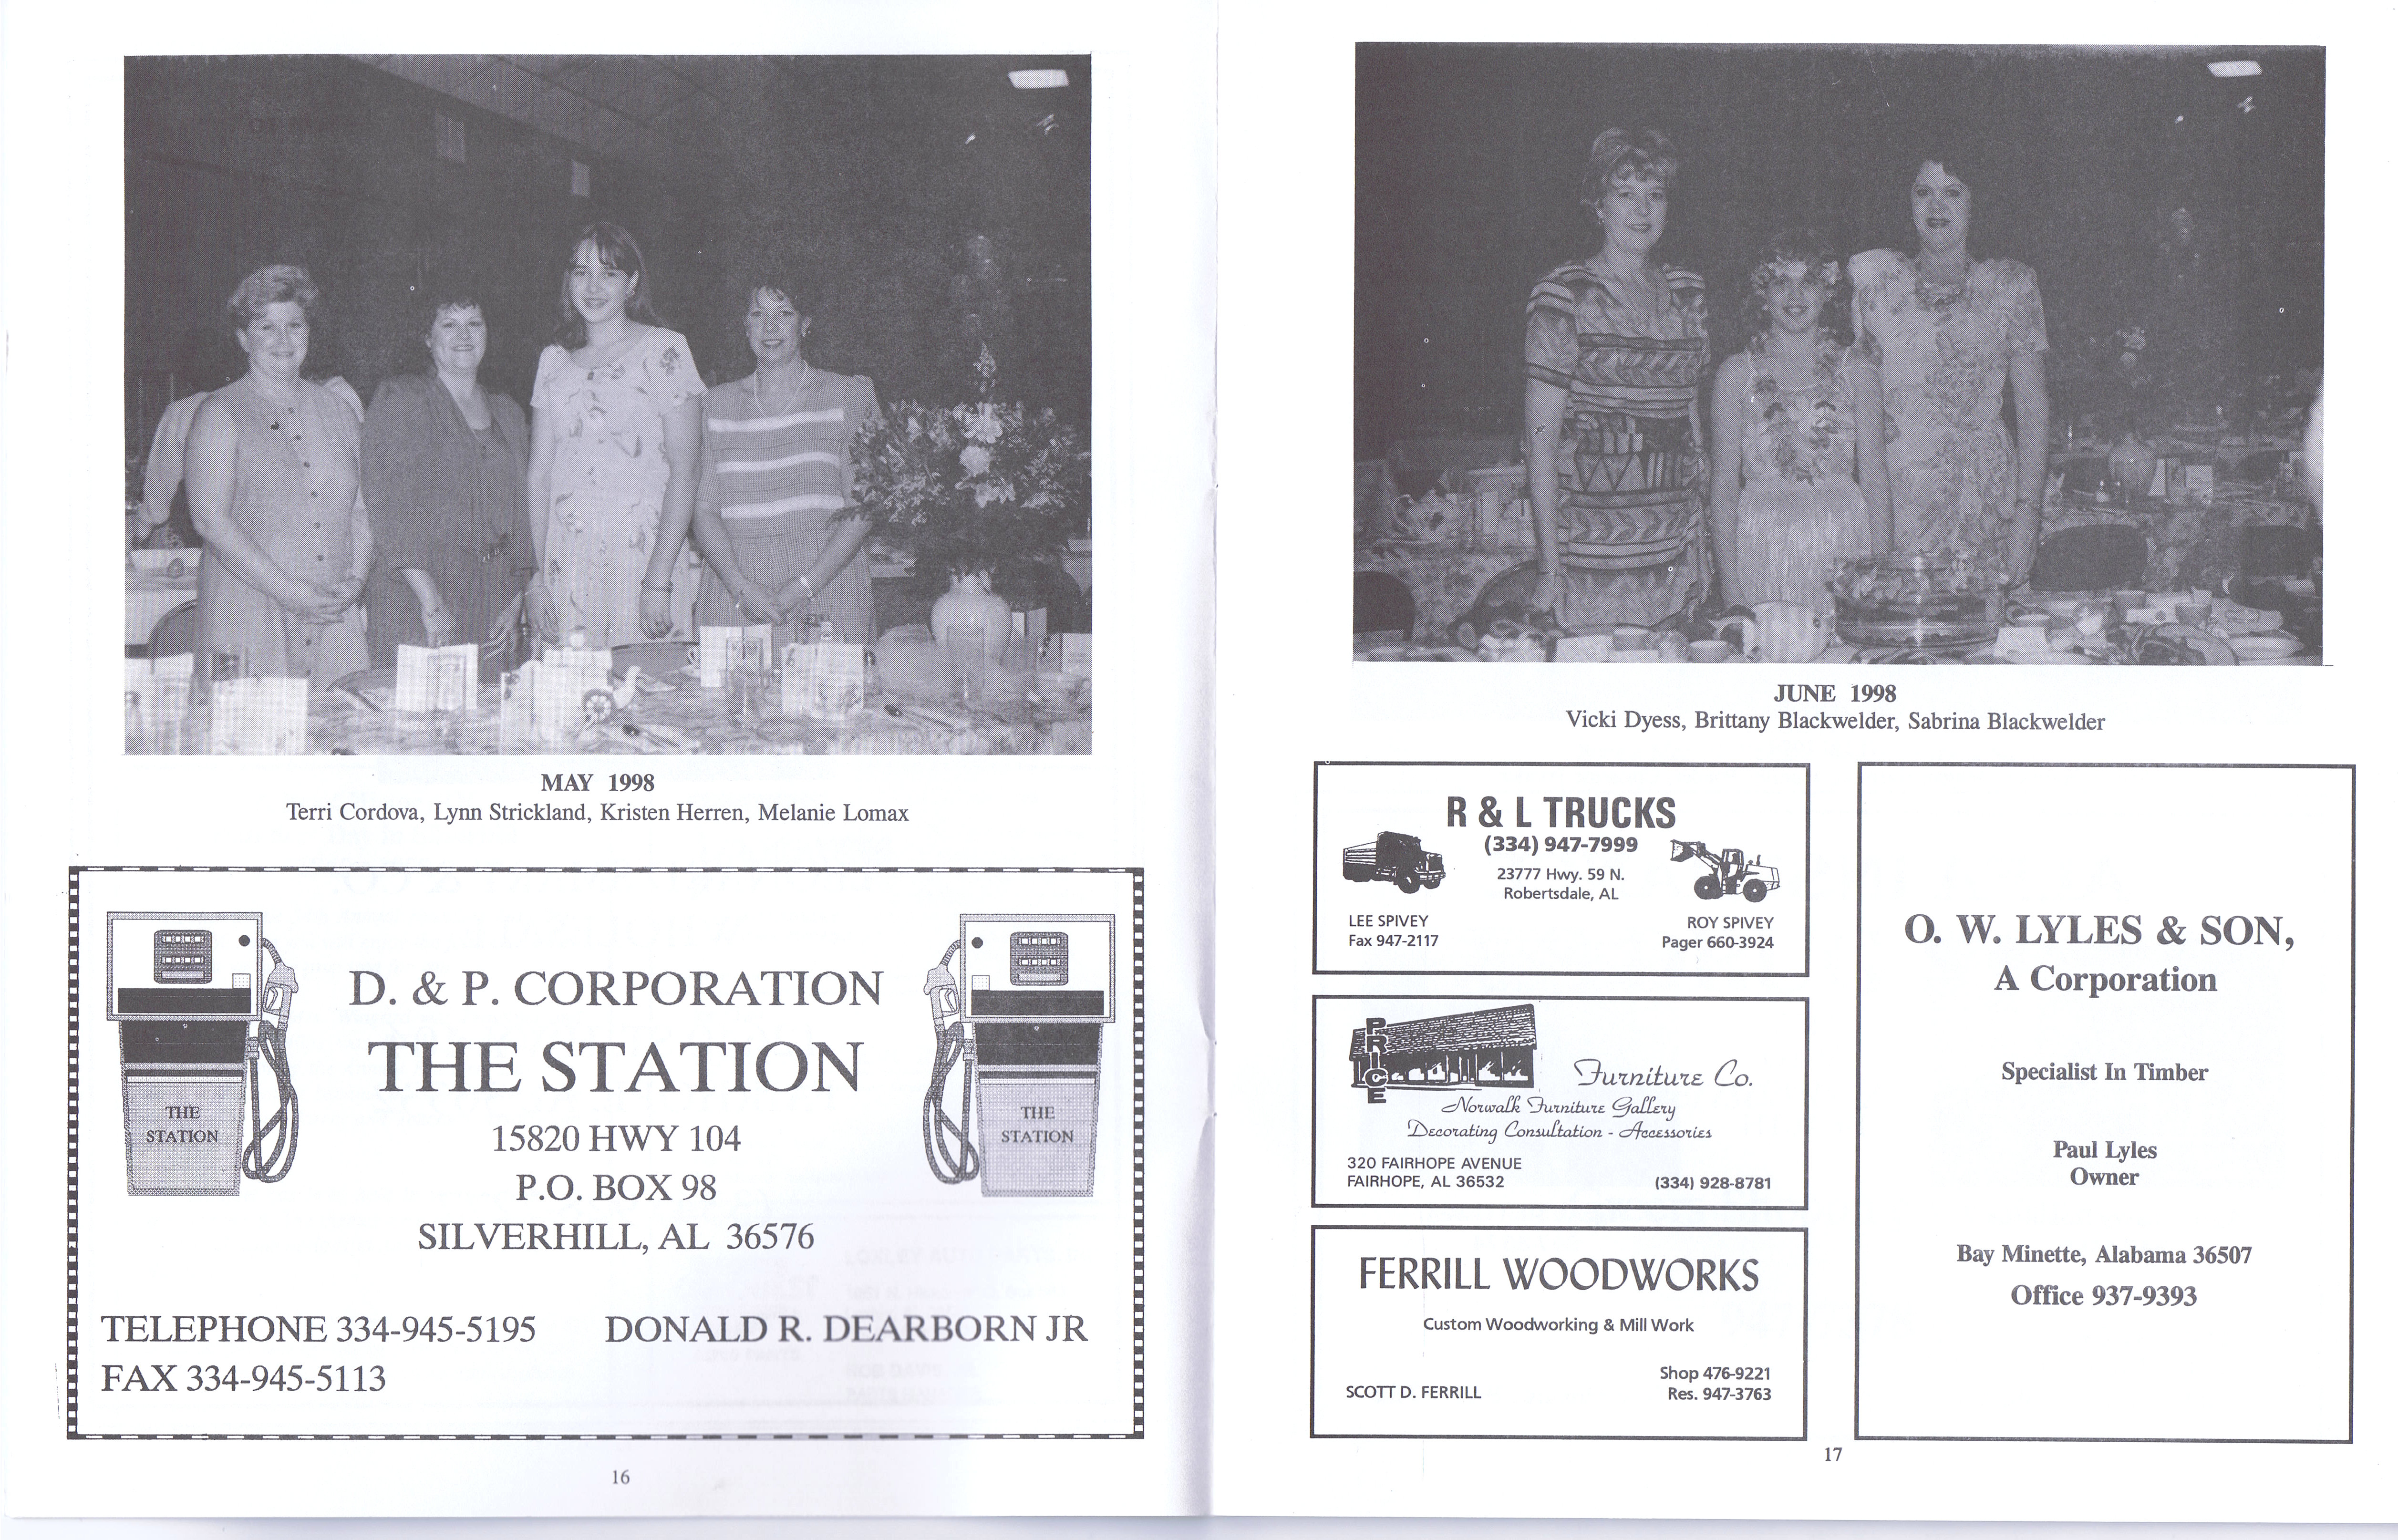 MAY 1998
Terri Cordova, Lynn Strickland, Kristen Herren, Melanie Lomax
D. & P. CORPORATION
THE STATION
15820 HWY 104
P.O. BOX 98
SILVERHILL, AL 36576
TELEPHONE 334-945-5195
DONALD R. DEARBORN JR
FAX 334-945-5113
THE
STATION
THE
STATION
16
JUNE 1998
Vicki Dyess, Brittany Blackwelder, Sabrina Blackwelder
R & L TRUCKS
(334) 947-7999
23777 Hwy. 59 N.
Robertsdale, AL
LEE SPIVEY
Fax 947-2117
ROY SPIVEY
Pager 660-3924
PRICE
Furniture Co.
Norwalk Furniture Gallery
Decorating Consultation - Accessories
320 FAIRHOPE AVENUE
FAIRHOPE, AL 36532
(334) 928-8781
FERRILL WOODWORKS
Custom Woodworking & Mill Work
SCOTT D. FERRILL
Shop 476-9221
Res. 947-3763
O. W. LYLES & SON,
A Corporation
Specialist In Timber
Paul Lyles
Owner
Bay Minette, Alabama 36507
Office 937-9393
17